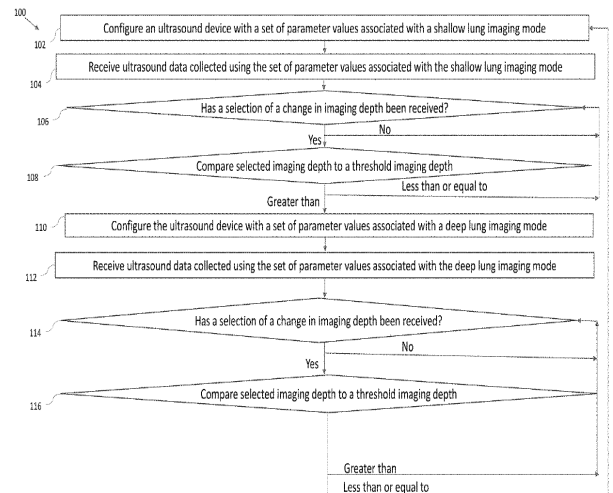 100
Configure an ultrasound device with a set of parameter values associated with a shallow lung imaging mode
102
Receive ultrasound data collected using the set of parameter values associated with the shallow lung imaging mode
104
Has a selection of a change in imaging depth been received?
106
No
Yes
Compare selected imaging depth to a threshold imaging depth
108
Less than or equal to
Greater than
110
Configure the ultrasound device with a set of parameter values associated with a deep lung imaging mode
Receive ultrasound data collected using the set of parameter values associated with the deep lung imaging mode
112
Has a selection of a change in imaging depth been received?
114
No
Yes
Compare selected imaging depth to a threshold imaging depth
116
Greater than
Less than or equal to